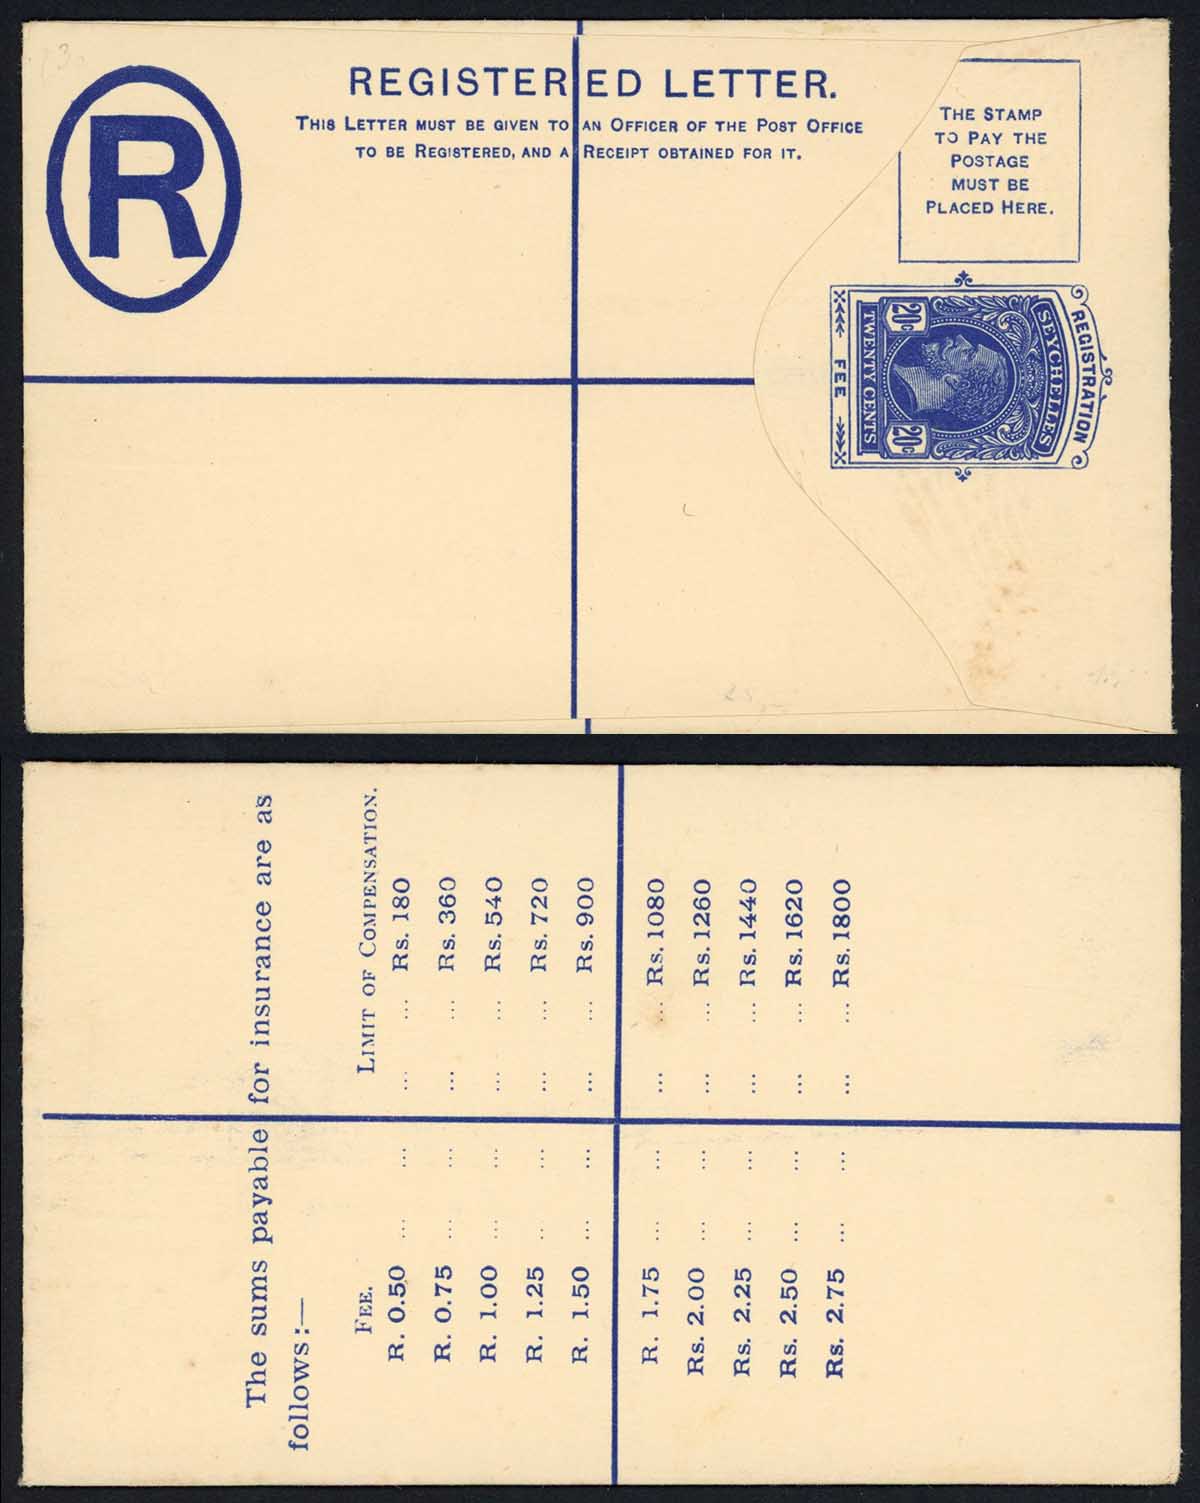 R
REGISTERED LETTER.
THIS LETTER MUST BE GIVEN TO AN OFFICER OF THE POST OFFICE
TO BE REGISTERED, AND A RECEIPT OBTAINED FOR IT.
THE STAMP
TO PAY THE
POSTAGE
MUST BE
PLACED HERE.
REGISTRATION
SEYCHELLES
20c 20c
TWENTY CENTS
FEE
The sums payable for insurance are as
follows:—
FEE. LIMIT OF COMPENSATION.
R. 0.50 ... ... ... ... Rs. 180
R. 0.75 ... ... ... ... Rs. 360
R. 1.00 ... ... ... ... Rs. 540
R. 1.25 ... ... ... ... Rs. 720
R. 1.50 ... ... ... ... Rs. 900
R. 1.75 ... ... ... ... Rs. 1080
Rs. 2.00 ... ... ... ... Rs. 1260
Rs. 2.25 ... ... ... ... Rs. 1440
Rs. 2.50 ... ... ... ... Rs. 1620
Rs. 2.75 ... ... ... ... Rs. 1800